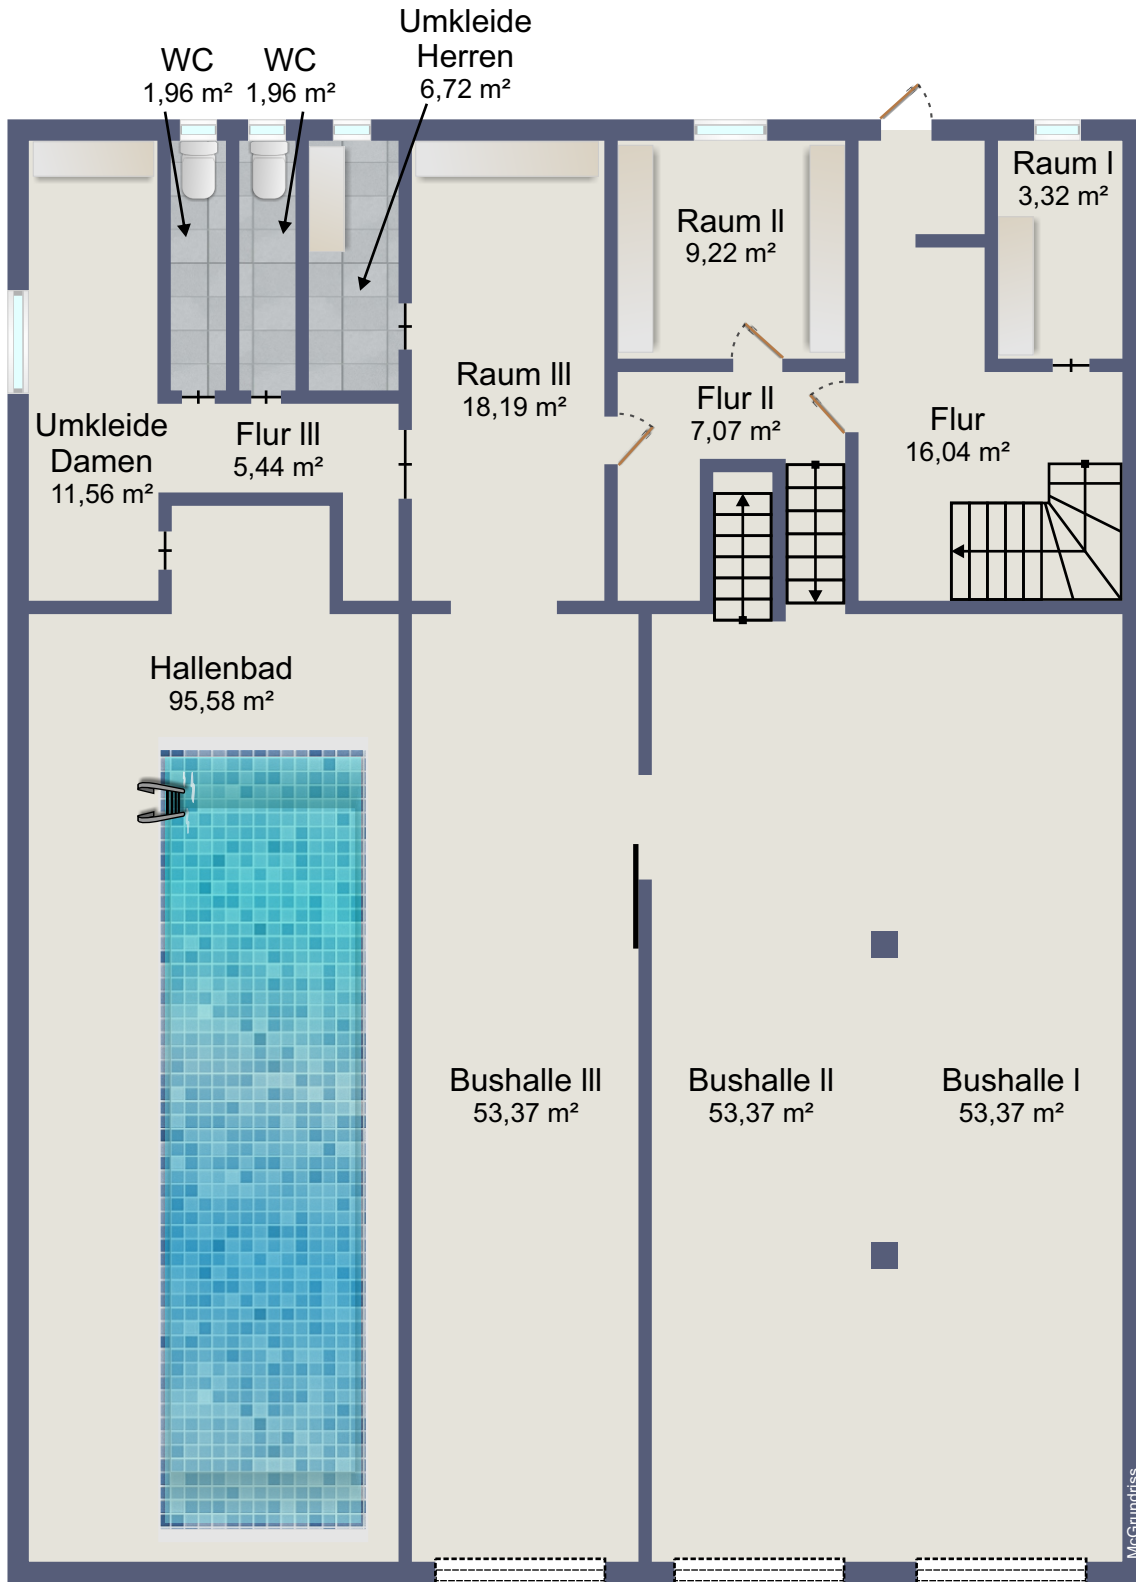 Umkleide
Herren
6,72 m²
WC
1,96 m²
WC
1,96 m²
Raum I
3,32 m²
Raum II
9,22 m²
Raum III
18,19 m²
Flur II
7,07 m²
Flur
16,04 m²
Umkleide
Damen
11,56 m²
Flur III
5,44 m²
Hallenbad
95,58 m²
Bushalle III
53,37 m²
Bushalle II
53,37 m²
Bushalle I
53,37 m²
McGrundriss